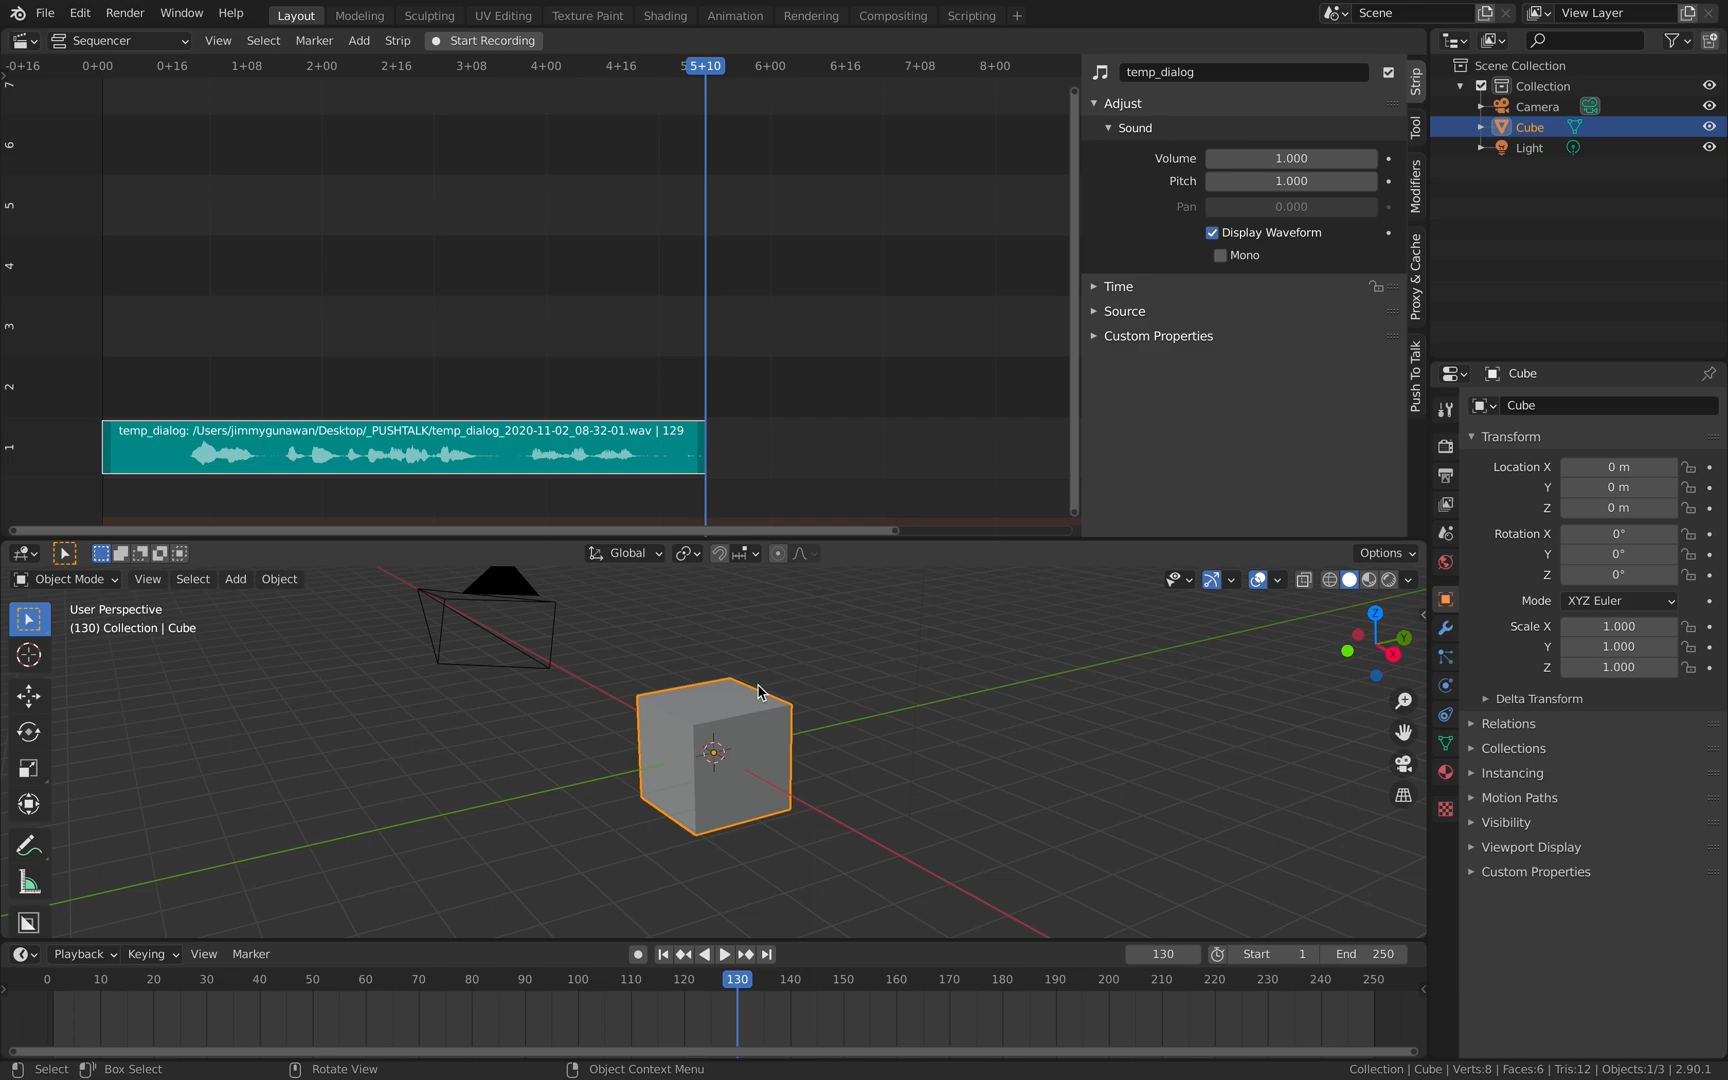 File Edit Render Window Help Layout Modeling Sculpting UV Editing Texture Paint Shading Animation Rendering Compositing Scripting + Scene View Layer
Sequencer View Select Marker Add Strip Start Recording
-0+16 0+00 0+16 1+08 2+00 2+16 3+08 4+00 4+16 5+10 6+00 6+16 7+08 8+00
7
6
5
4
3
2
1
temp_dialog: /Users/jimmygunawan/Desktop/_PUSHTALK/temp_dialog_2020-11-02_08-32-01.wav | 129
temp_dialog
Adjust
Sound
Volume 1.000
Pitch 1.000
Pan 0.000
Display Waveform
Mono
Time
Source
Custom Properties
Strip
Tool
Modifiers
Proxy & Cache
Push To Talk
Scene Collection
Collection
Camera
Cube
Light
Cube
Cube
Transform
Location X 0 m
Y 0 m
Z 0 m
Rotation X 0°
Y 0°
Z 0°
Mode XYZ Euler
Scale X 1.000
Y 1.000
Z 1.000
Delta Transform
Relations
Collections
Instancing
Motion Paths
Visibility
Viewport Display
Custom Properties
Global Options
Object Mode View Select Add Object
User Perspective
(130) Collection | Cube
Z
Y
X
Playback Keying View Marker 130 Start 1 End 250
0 10 20 30 40 50 60 70 80 90 100 110 120 130 140 150 160 170 180 190 200 210 220 230 240 250
Select Box Select Rotate View Object Context Menu Collection | Cube | Verts:8 | Faces:6 | Tris:12 | Objects:1/3 | 2.90.1